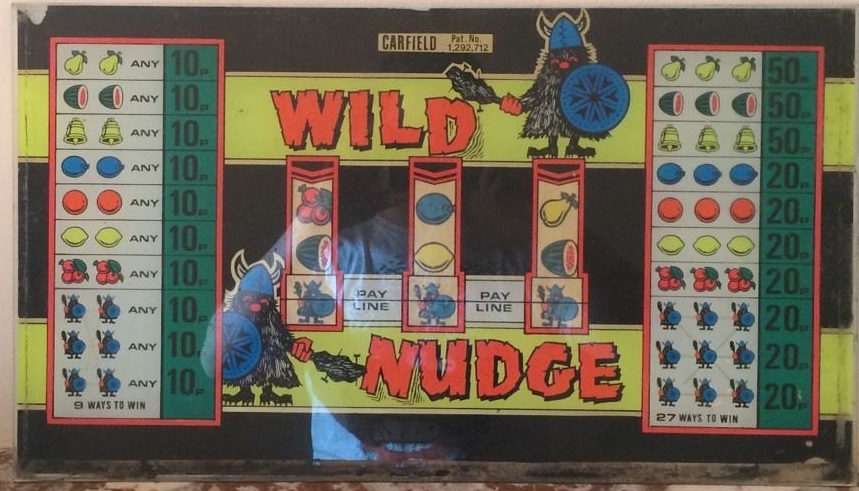 CARFIELD Pat. No. 1,292,712
ANY 10p
ANY 10p
ANY 10p
ANY 10p
ANY 10p
ANY 10p
ANY 10p
ANY 10p
ANY 10p
ANY 10p
9 WAYS TO WIN
WILD
PAY LINE
PAY LINE
NUDGE
50p
50p
50p
20p
20p
20p
20p
20p
20p
20p
27 WAYS TO WIN